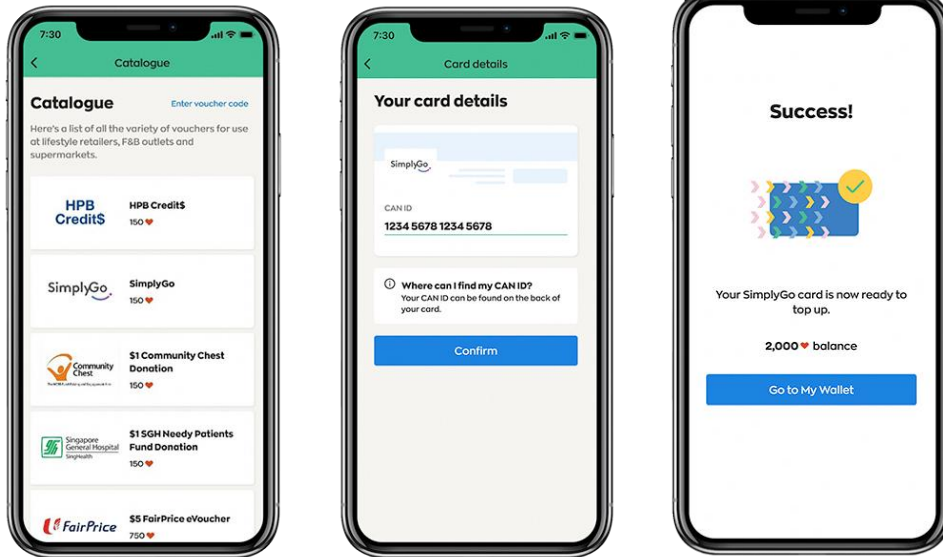 7:30
Catalogue
Catalogue
Enter voucher code
Here's a list of all the variety of vouchers for use
at lifestyle retailers, F&B outlets and
supermarkets.
HPB
Credit$
HPB Credit$
150
SimplyGo
SimplyGo
150
Community
Chest
$1 Community Chest
Donation
150
Singapore
General Hospital
SingHealth
$1 SGH Needy Patients
Fund Donation
150
FairPrice
$5 FairPrice eVoucher
750
7:30
Card details
Your card details
SimplyGo
CAN ID
1234 5678 1234 5678
Where can I find my CAN ID?
Your CAN ID can be found on the back of
your card.
Confirm
Success!
Your SimplyGo card is now ready to
top up.
2,000 balance
Go to My Wallet